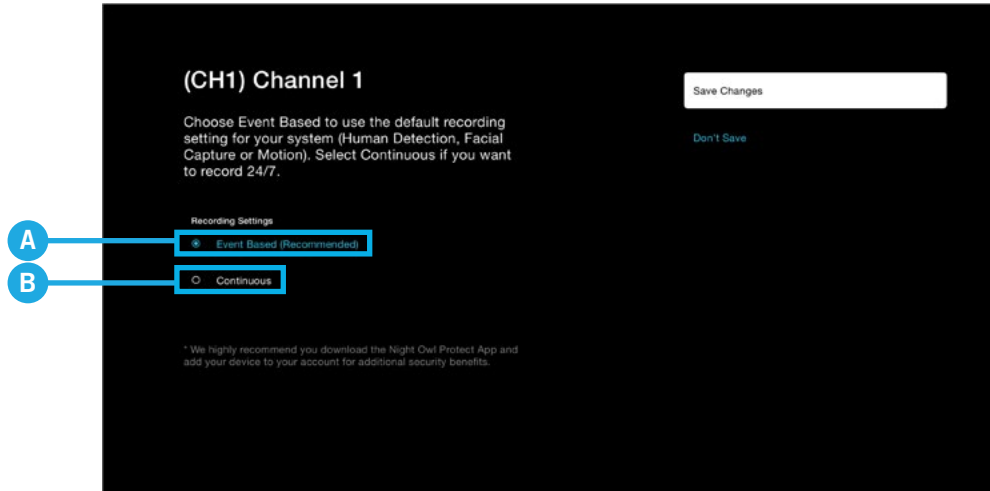 (CH1) Channel 1
Save Changes
Choose Event Based to use the default recording
setting for your system (Human Detection, Facial
Capture or Motion). Select Continuous if you want
to record 24/7.
Don't Save
Recording Settings
A
Event Based (Recommended)
B
Continuous
* We highly recommend you download the Night Owl Protect App and
add your device to your account for additional security benefits.